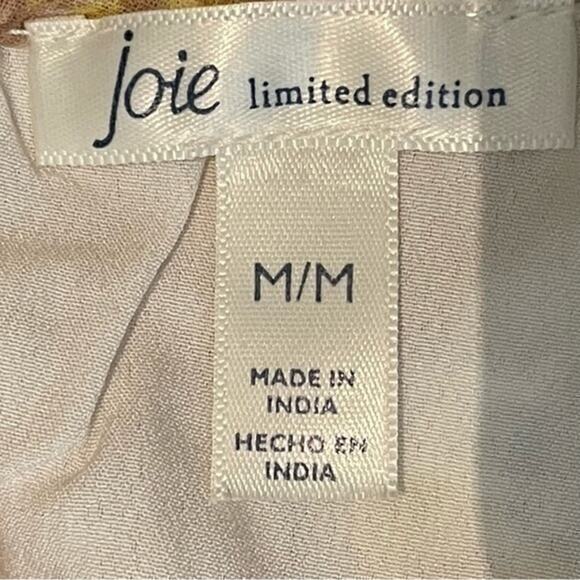 joie limited edition
M/M
MADE IN
INDIA
HECHO EN
INDIA